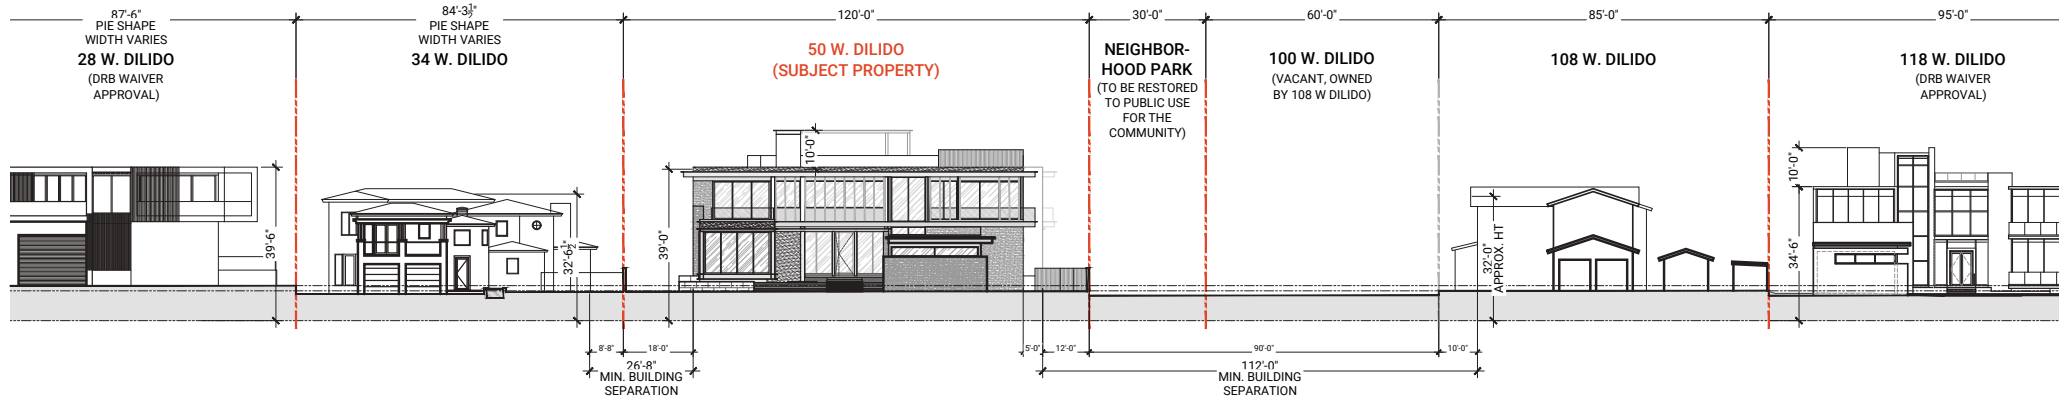 87'-6"
PIE SHAPE
WIDTH VARIES
28 W. DILIDO
(DRB WAIVER
APPROVAL)
84'-3½"
PIE SHAPE
WIDTH VARIES
34 W. DILIDO
120'-0"
50 W. DILIDO
(SUBJECT PROPERTY)
30'-0"
NEIGHBOR-
HOOD PARK
(TO BE RESTORED
TO PUBLIC USE
FOR THE
COMMUNITY)
60'-0"
100 W. DILIDO
(VACANT, OWNED
BY 108 W DILIDO)
85'-0"
108 W. DILIDO
95'-0"
118 W. DILIDO
(DRB WAIVER
APPROVAL)
39'-6"
32'-6½"
39'-0"
10'-0"
32'-0"
APPROX. HT
10'-0"
34'-6"
8'-8"
18'-0"
26'-8"
MIN. BUILDING
SEPARATION
5'-0"
12'-0"
90'-0"
10'-0"
112'-0"
MIN. BUILDING
SEPARATION